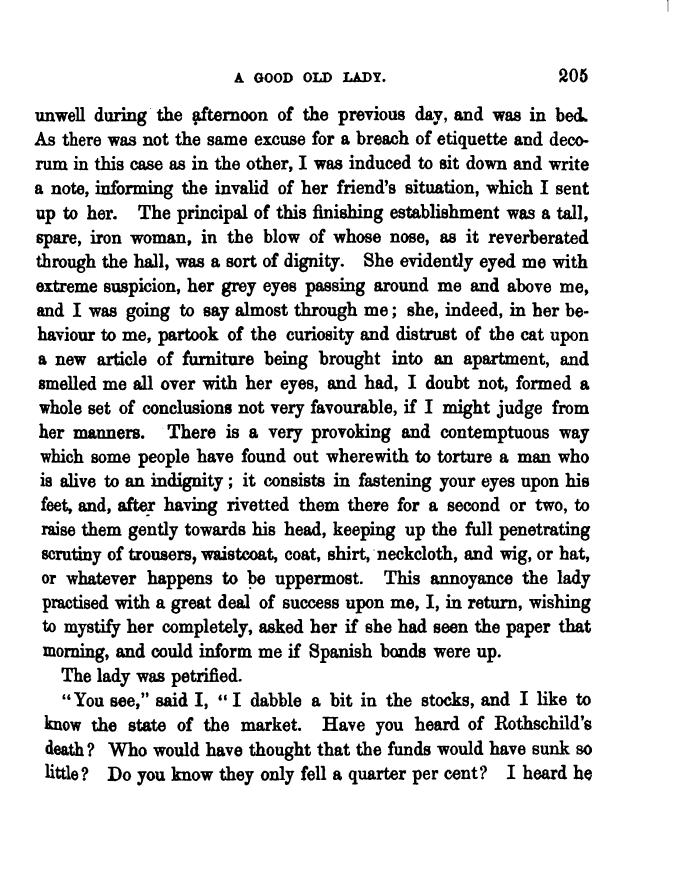 A GOOD OLD LADY. 205
unwell during the afternoon of the previous day, and was in bed.
As there was not the same excuse for a breach of etiquette and deco-
rum in this case as in the other, I was induced to sit down and write
a note, informing the invalid of her friend's situation, which I sent
up to her. The principal of this finishing establishment was a tall,
spare, iron woman, in the blow of whose nose, as it reverberated
through the hall, was a sort of dignity. She evidently eyed me with
extreme suspicion, her grey eyes passing around me and above me,
and I was going to say almost through me; she, indeed, in her be-
haviour to me, partook of the curiosity and distrust of the cat upon
a new article of furniture being brought into an apartment, and
smelled me all over with her eyes, and had, I doubt not, formed a
whole set of conclusions not very favourable, if I might judge from
her manners. There is a very provoking and contemptuous way
which some people have found out wherewith to torture a man who
is alive to an indignity; it consists in fastening your eyes upon his
feet, and, after having rivetted them there for a second or two, to
raise them gently towards his head, keeping up the full penetrating
scrutiny of trousers, waistcoat, coat, shirt, neckcloth, and wig, or hat,
or whatever happens to be uppermost. This annoyance the lady
practised with a great deal of success upon me, I, in return, wishing
to mystify her completely, asked her if she had seen the paper that
morning, and could inform me if Spanish bonds were up.
The lady was petrified.
"You see," said I, "I dabble a bit in the stocks, and I like to
know the state of the market. Have you heard of Rothschild's
death? Who would have thought that the funds would have sunk so
little? Do you know they only fell a quarter per cent? I heard he